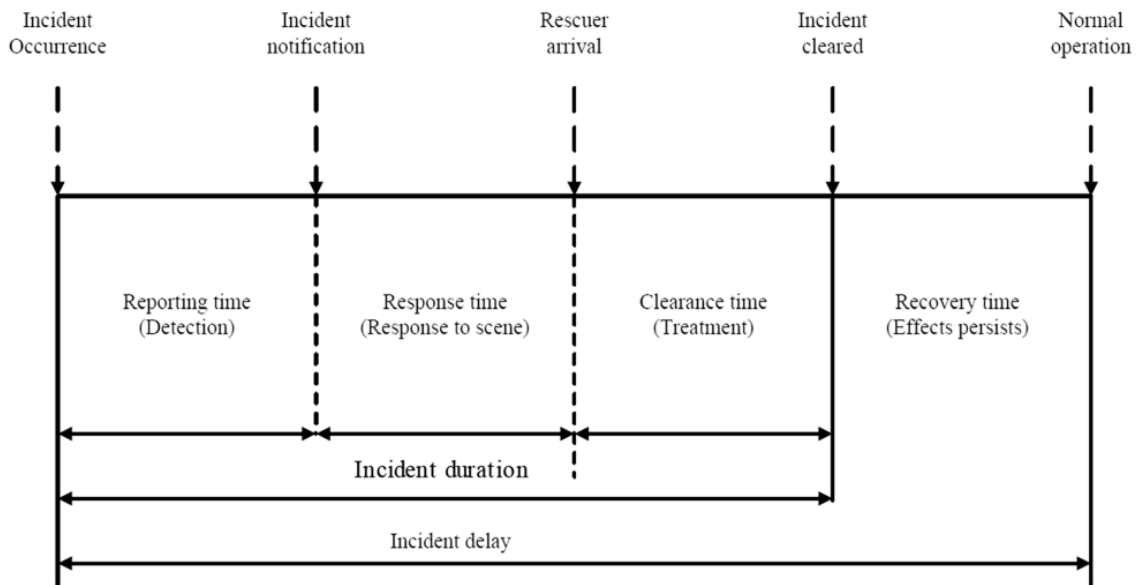 Incident
Occurrence
Incident
notification
Rescuer
arrival
Incident
cleared
Normal
operation
Reporting time
(Detection)
Response time
(Response to scene)
Clearance time
(Treatment)
Recovery time
(Effects persists)
Incident duration
Incident delay